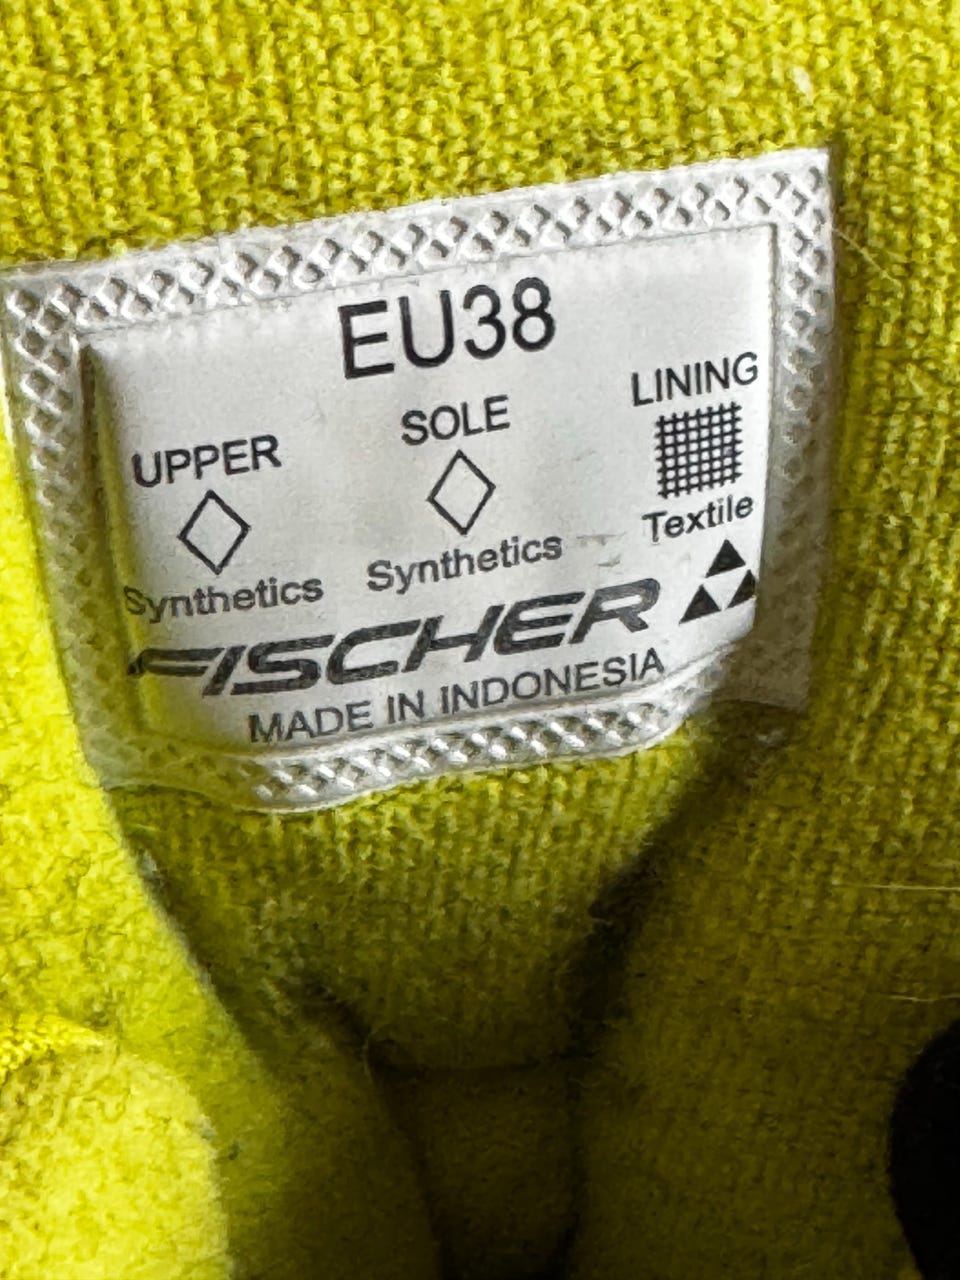 EU38
UPPER SOLE LINING
Synthetics Synthetics Textile
FISCHER
MADE IN INDONESIA